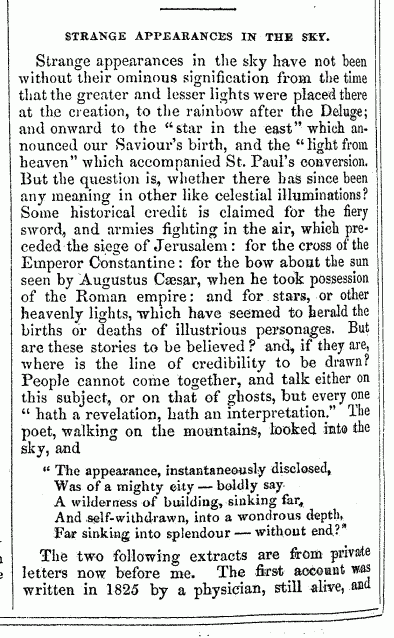 STRANGE APPEARANCES IN THE SKY.
Strange appearances in the sky have not been
without their ominous signification from the time
that the greater and lesser lights were placed there
at the creation, to the rainbow after the Deluge;
and onward to the "star in the east" which an-
nounced our Saviour's birth, and the "light from
heaven" which accompanied St. Paul's conversion.
But the question is, whether there has since been
any meaning in other like celestial illuminations?
Some historical credit is claimed for the fiery
sword, and armies fighting in the air, which pre-
ceded the siege of Jerusalem: for the cross of the
Emperor Constantine: for the bow about the sun
seen by Augustus Cæsar, when he took possession
of the Roman empire: and for stars, or other
heavenly lights, which have seemed to herald the
births or deaths of illustrious personages. But
are these stories to be believed? and, if they are,
where is the line of credibility to be drawn?
People cannot come together, and talk either on
this subject, or on that of ghosts, but every one
"hath a revelation, hath an interpretation." The
poet, walking on the mountains, looked into the
sky, and
"The appearance, instantaneously disclosed,
Was of a mighty city — boldly say
A wilderness of building, sinking far,
And self-withdrawn, into a wondrous depth,
Far sinking into splendour — without end?"
The two following extracts are from private
letters now before me. The first account was
written in 1825 by a physician, still alive, and